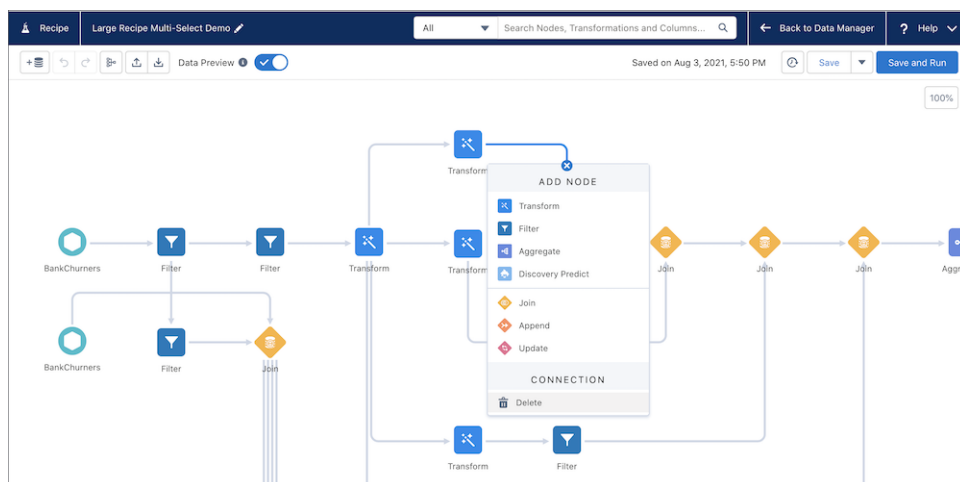 Recipe
Large Recipe Multi-Select Demo
All
Search Nodes, Transformations and Columns...
Back to Data Manager
? Help
Data Preview
Saved on Aug 3, 2021, 5:50 PM
Save
Save and Run
100%
Transform
ADD NODE
Transform
Filter
Aggregate
Discovery Predict
Join
Append
Update
CONNECTION
Delete
BankChurners
Filter
Filter
Transform
Transform
Join
Join
Join
Aggr
BankChurners
Filter
Join
Transform
Filter